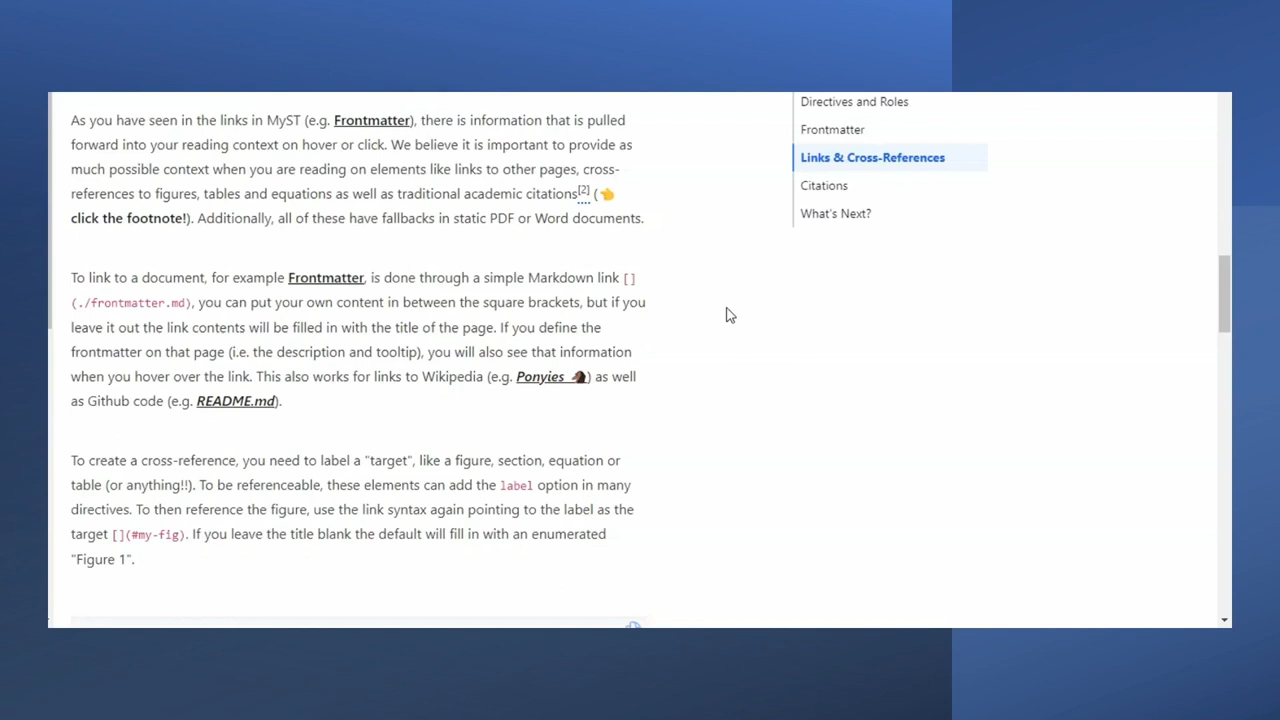 As you have seen in the links in MyST (e.g. Frontmatter), there is information that is pulled
forward into your reading context on hover or click. We believe it is important to provide as
much possible context when you are reading on elements like links to other pages, cross-
references to figures, tables and equations as well as traditional academic citations[2] (👈
click the footnote!). Additionally, all of these have fallbacks in static PDF or Word documents.
To link to a document, for example Frontmatter, is done through a simple Markdown link []
(./frontmatter.md), you can put your own content in between the square brackets, but if you
leave it out the link contents will be filled in with the title of the page. If you define the
frontmatter on that page (i.e. the description and tooltip), you will also see that information
when you hover over the link. This also works for links to Wikipedia (e.g. Ponyies 🐴) as well
as Github code (e.g. README.md).
To create a cross-reference, you need to label a "target", like a figure, section, equation or
table (or anything!!). To be referenceable, these elements can add the label option in many
directives. To then reference the figure, use the link syntax again pointing to the label as the
target [](#my-fig). If you leave the title blank the default will fill in with an enumerated
"Figure 1".
Directives and Roles
Frontmatter
Links & Cross-References
Citations
What's Next?